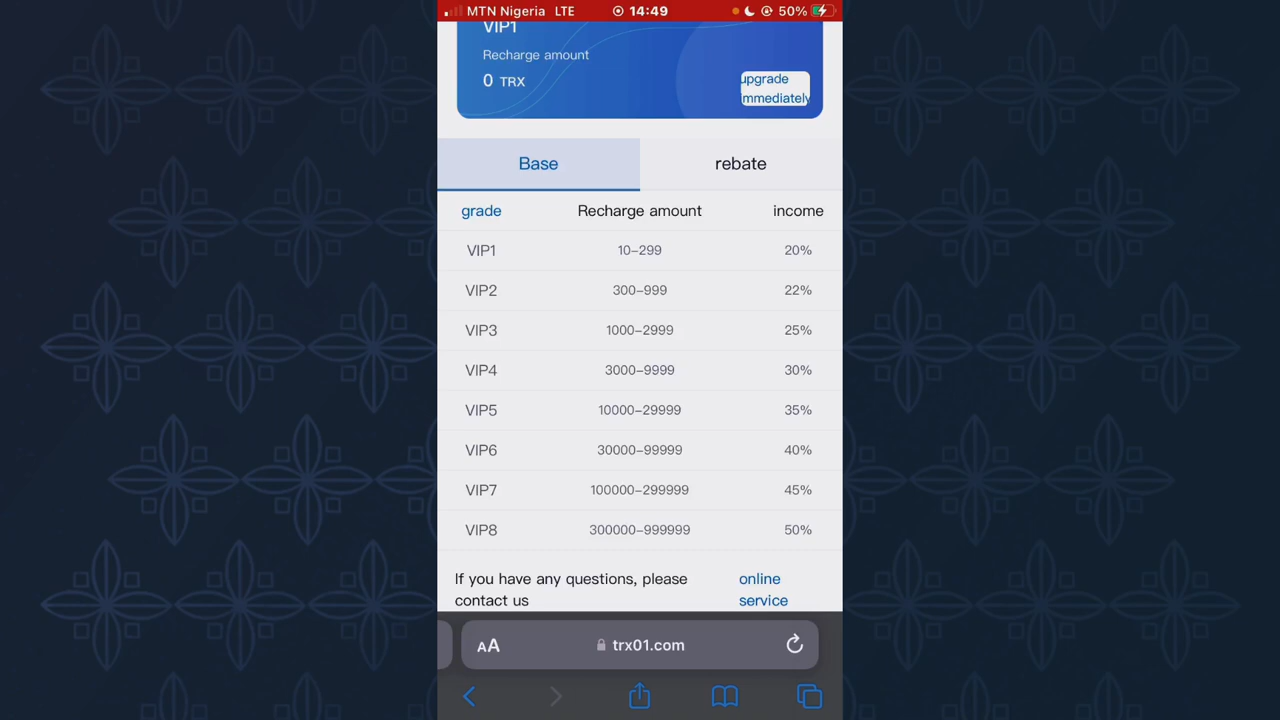 MTN Nigeria LTE 14:49 50%
VIP1
Recharge amount
0 TRX
upgrade
immediately
Base rebate
grade Recharge amount income
VIP1 10-299 20%
VIP2 300-999 22%
VIP3 1000-2999 25%
VIP4 3000-9999 30%
VIP5 10000-29999 35%
VIP6 30000-99999 40%
VIP7 100000-299999 45%
VIP8 300000-999999 50%
If you have any questions, please online
contact us service
AA trx01.com